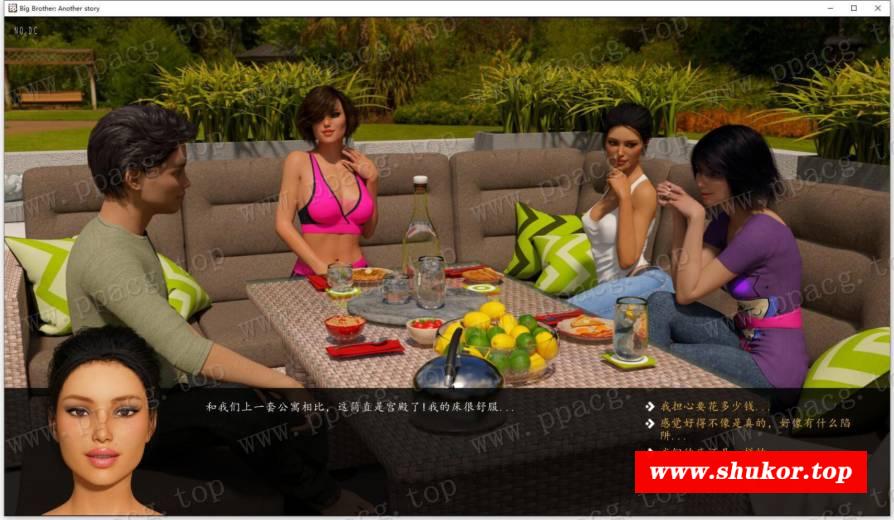 Big Brother: Another story
NO,DC
和我们上一套公寓相比，这简直是宫殿了！我的床很舒服...
我担心要花多少钱...
感觉好得不像是真的，好像有什么陷
阱...
www.shukor.top
www.ppacg.top